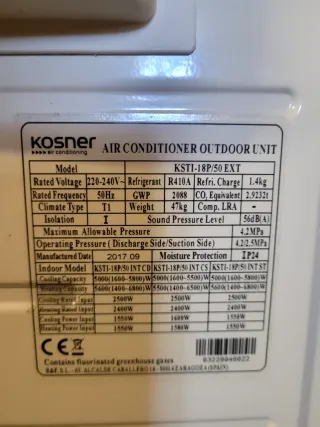 KOSNER
air conditioning
AIR CONDITIONER OUTDOOR UNIT
Model KSTI-18P/50 EXT
Rated Voltage 220-240V~ Refrigerant R410A Refri. Charge 1.4kg
Rated Frequency 50Hz GWP 2088 CO₂ Equivalent 2.9232t
Climate Type T1 Weight 47kg Comp. LRA -
Isolation I Sound Pressure Level 56dB(A)
Maximum Allowable Pressure 4.2MPa
Operating Pressure (Discharge Side/Suction Side) 4.2/2.5MPa
Manufactured Date 2017.09 Moisture Protection IP24
Indoor Model KSTI-18P/50 INT CD KSTI-18P/50 INT CS KSTI-18P/50 INT ST
Cooling Capacity 5000(1400~5800)W 5000(1600~5500)W 5000(1400~5800)W
Heating Capacity 5600(1400~6800)W 5500(1400~6000)W 5600(1400~6800)W
Cooling Rated Input 2500W 2500W 2500W
Heating Rated Input 2400W 2400W 2400W
Cooling Power Input 1550W 1600W 1550W
Heating Power Input 1550W 1580W 1550W
CE
Contains fluorinated greenhouse gases